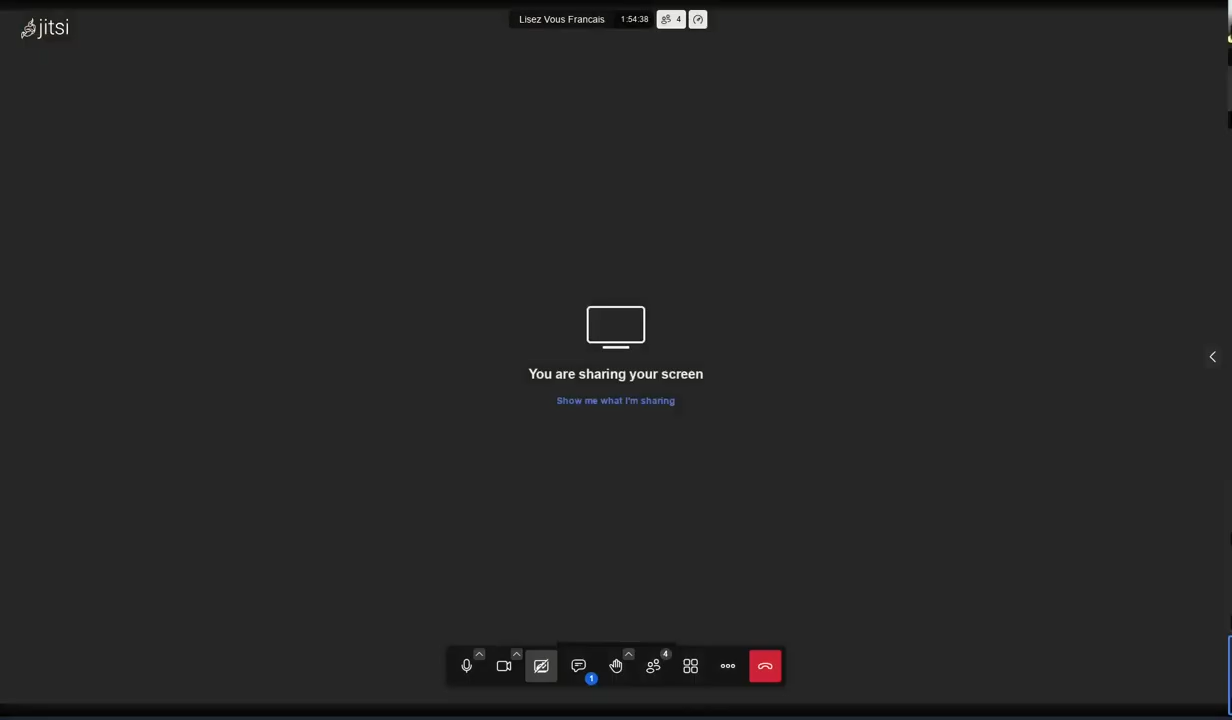 jitsi
Lisez Vous Francais 1:54:38 4
You are sharing your screen
Show me what I'm sharing
4
1